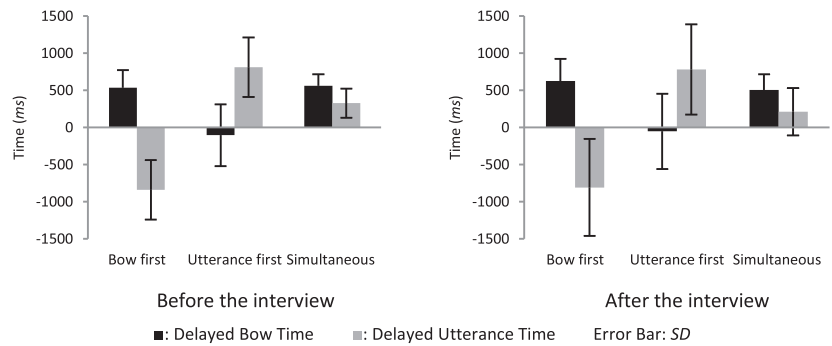 1500
1000
500
0
-500
-1000
-1500
Time (ms)
Bow first
Utterance first
Simultaneous
Before the interview
1500
1000
500
0
-500
-1000
-1500
Time (ms)
Bow first
Utterance first
Simultaneous
After the interview
: Delayed Bow Time
: Delayed Utterance Time
Error Bar: SD